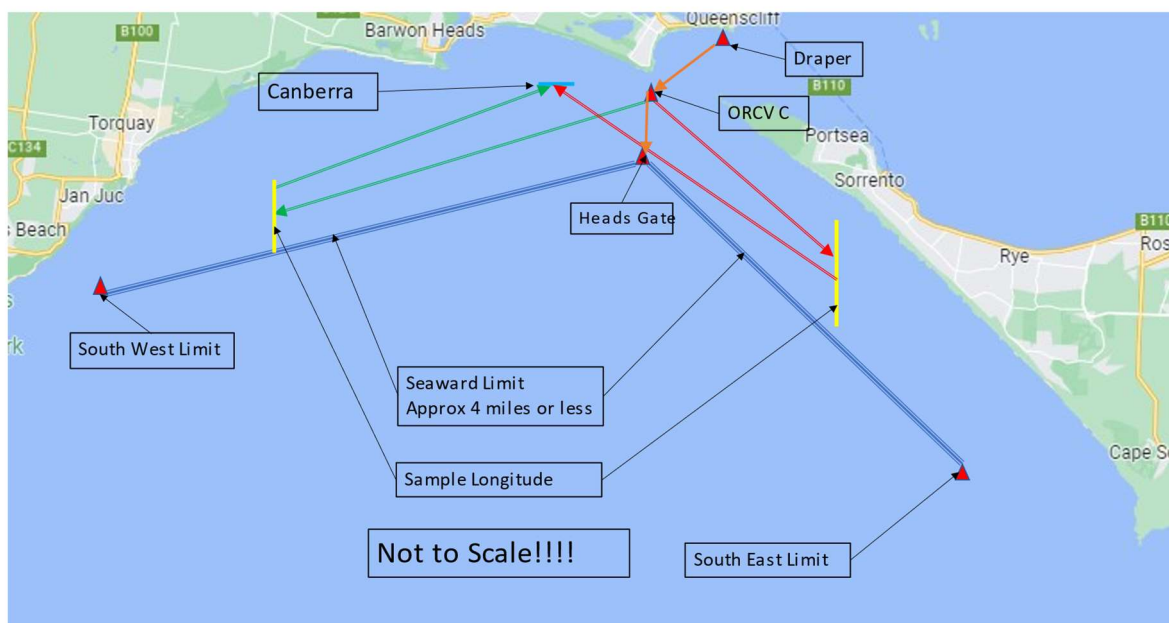 Queenscliff
B100
Barwon Heads
Draper
Canberra
B110
ORCV C
Torquay
Portsea
C134
Sorrento
Jan Juc
Heads Gate
B110
s Beach
Ros
Rye
rk
South West Limit
Seaward Limit
Approx 4 miles or less
Cape Sc
Sample Longitude
Not to Scale!!!!
South East Limit